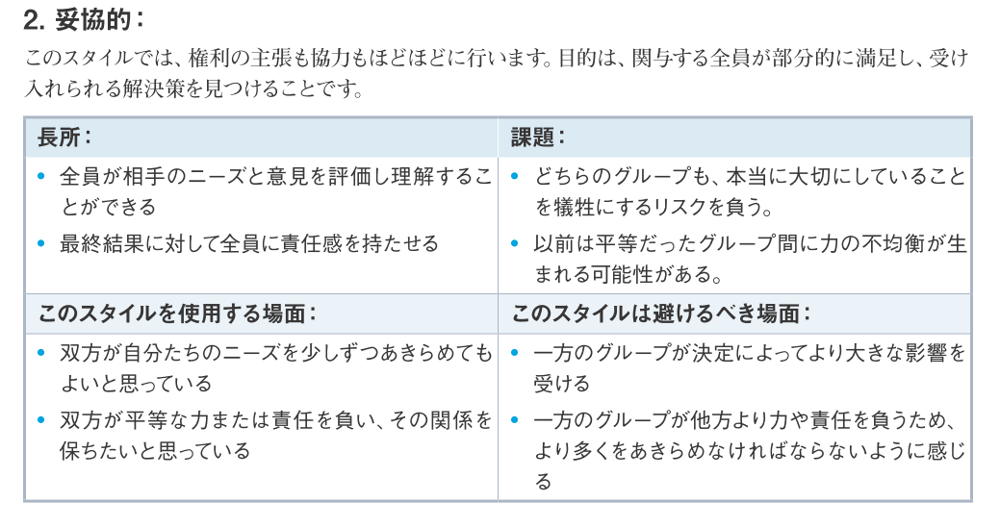 2. 妥協的：
このスタイルでは、権利の主張も協力もほどほどに行います。目的は、関与する全員が部分的に満足し、受け
入れられる解決策を見つけることです。
長所：
• 全員が相手のニーズと意見を評価し理解するこ
とができる
• 最終結果に対して全員に責任感を持たせる
課題：
• どちらのグループも、本当に大切にしていること
を犠牲にするリスクを負う。
• 以前は平等だったグループ間に力の不均衡が生
まれる可能性がある。
このスタイルを使用する場面：
• 双方が自分たちのニーズを少しずつあきらめても
よいと思っている
• 双方が平等な力または責任を負い、その関係を
保ちたいと思っている
このスタイルは避けるべき場面：
• 一方のグループが決定によってより大きな影響を
受ける
• 一方のグループが他方より力や責任を負うため、
より多くをあきらめなければならないように感じ
る